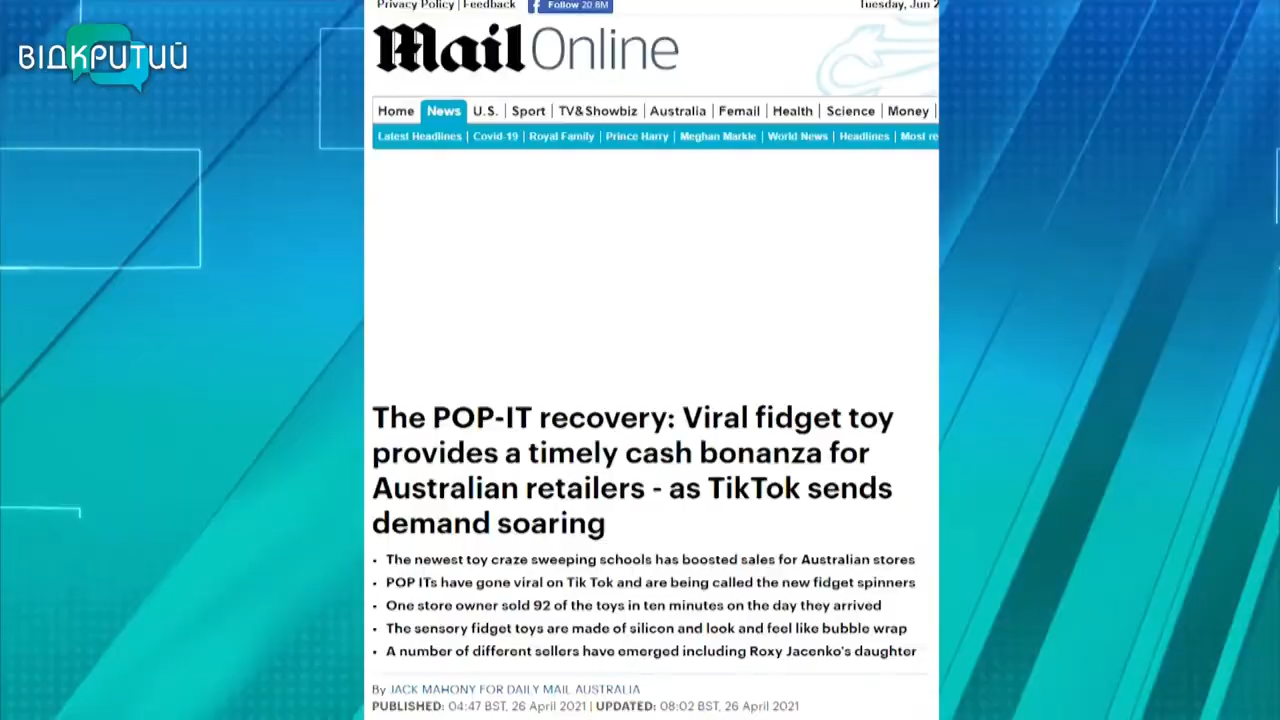 Privacy Policy | Feedback
Follow 20.6M
Tuesday, Jun 2
ВІДКРИТИЙ
Mail Online
Home | News | U.S. | Sport | TV&Showbiz | Australia | Femail | Health | Science | Money |
Latest Headlines | Covid-19 | Royal Family | Prince Harry | Meghan Markle | World News | Headlines | Most re
The POP-IT recovery: Viral fidget toy
provides a timely cash bonanza for
Australian retailers - as TikTok sends
demand soaring
• The newest toy craze sweeping schools has boosted sales for Australian stores
• POP ITs have gone viral on Tik Tok and are being called the new fidget spinners
• One store owner sold 92 of the toys in ten minutes on the day they arrived
• The sensory fidget toys are made of silicon and look and feel like bubble wrap
• A number of different sellers have emerged including Roxy Jacenko's daughter
By JACK MAHONY FOR DAILY MAIL AUSTRALIA
PUBLISHED: 04:47 BST, 26 April 2021 | UPDATED: 08:02 BST, 26 April 2021